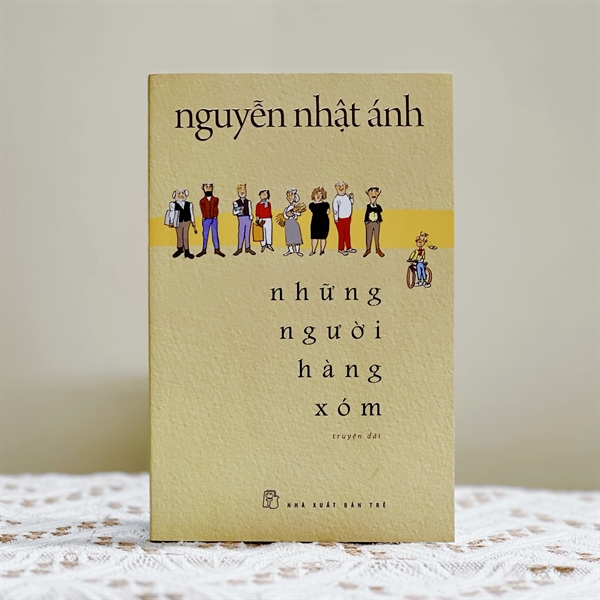 nguyễn nhật ánh
những
người
hàng
xóm
truyện dài
NHÀ XUẤT BẢN TRẺ